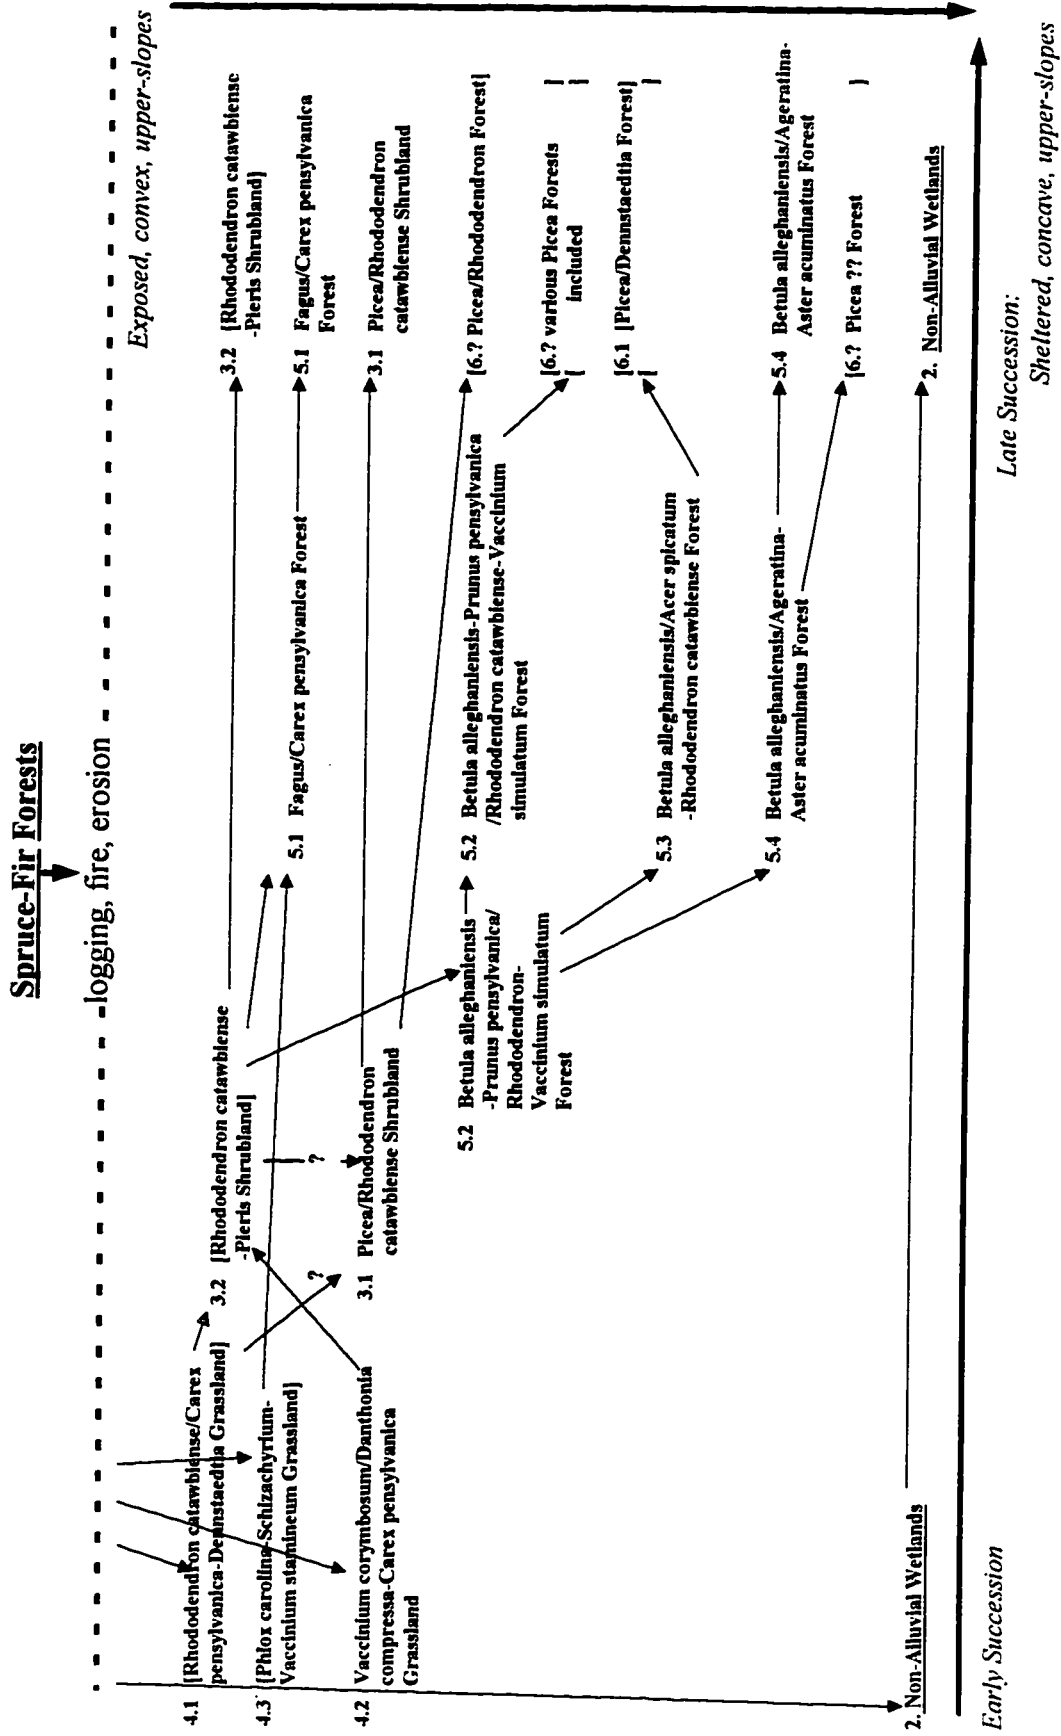 Spruce-Fir Forests
logging, fire, erosion
Exposed, convex, upper-slopes
4.1 [Rhododendron catawbiense/Carex
pensylvanica-Dennstaedtia Grassland]
4.3 [Phlox carolina-Schizachyrium-
Vaccinium stamineum Grassland]
4.2 Vaccinium corymbosum/Danthonia
compressa-Carex pensylvanica
Grassland
2. Non-Alluvial Wetlands
3.2 [Rhododendron catawbiense
-Pieris Shrubland]
?
?
3.1 Picea/Rhododendron
catawbiense Shrubland
5.2 Betula alleghaniensis
-Prunus pensylvanica/
Rhododendron-
Vaccinium simulatum
Forest
5.1 Fagus/Carex pensylvanica Forest
5.2 Betula alleghaniensis-Prunus pensylvanica
/Rhododendron catawbiense-Vaccinium
simulatum Forest
5.3 Betula alleghaniensis/Acer spicatum
-Rhododendron catawbiense Forest
5.4 Betula alleghaniensis/Ageratina-
Aster acuminatus Forest
3.2 [Rhododendron catawbiense
-Pieris Shrubland]
5.1 Fagus/Carex pensylvanica
Forest
3.1 Picea/Rhododendron
catawbiense Shrubland
[6.? Picea/Rhododendron Forest]
[6.? various Picea Forests ]
[ included ]
[6.1 [Picea/Dennstaedtia Forest]
[ ]
5.4 Betula alleghaniensis/Ageratina-
Aster acuminatus Forest
[6.? Picea ?? Forest ]
2. Non-Alluvial Wetlands
Early Succession
Late Succession:
Sheltered, concave, upper-slopes